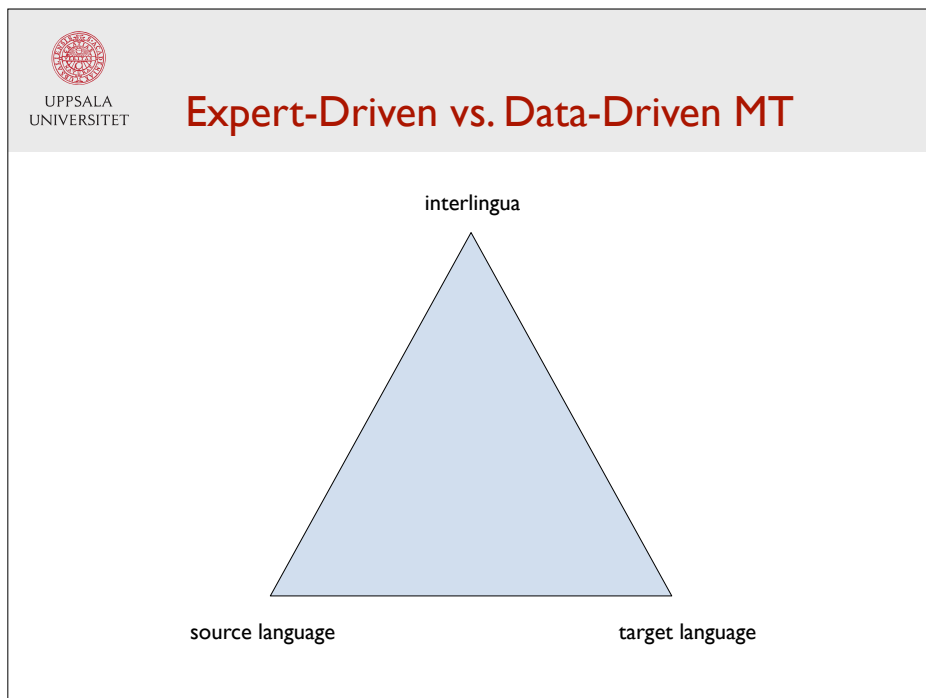 UPPSALA
UNIVERSITET
Expert-Driven vs. Data-Driven MT
interlingua
source language
target language